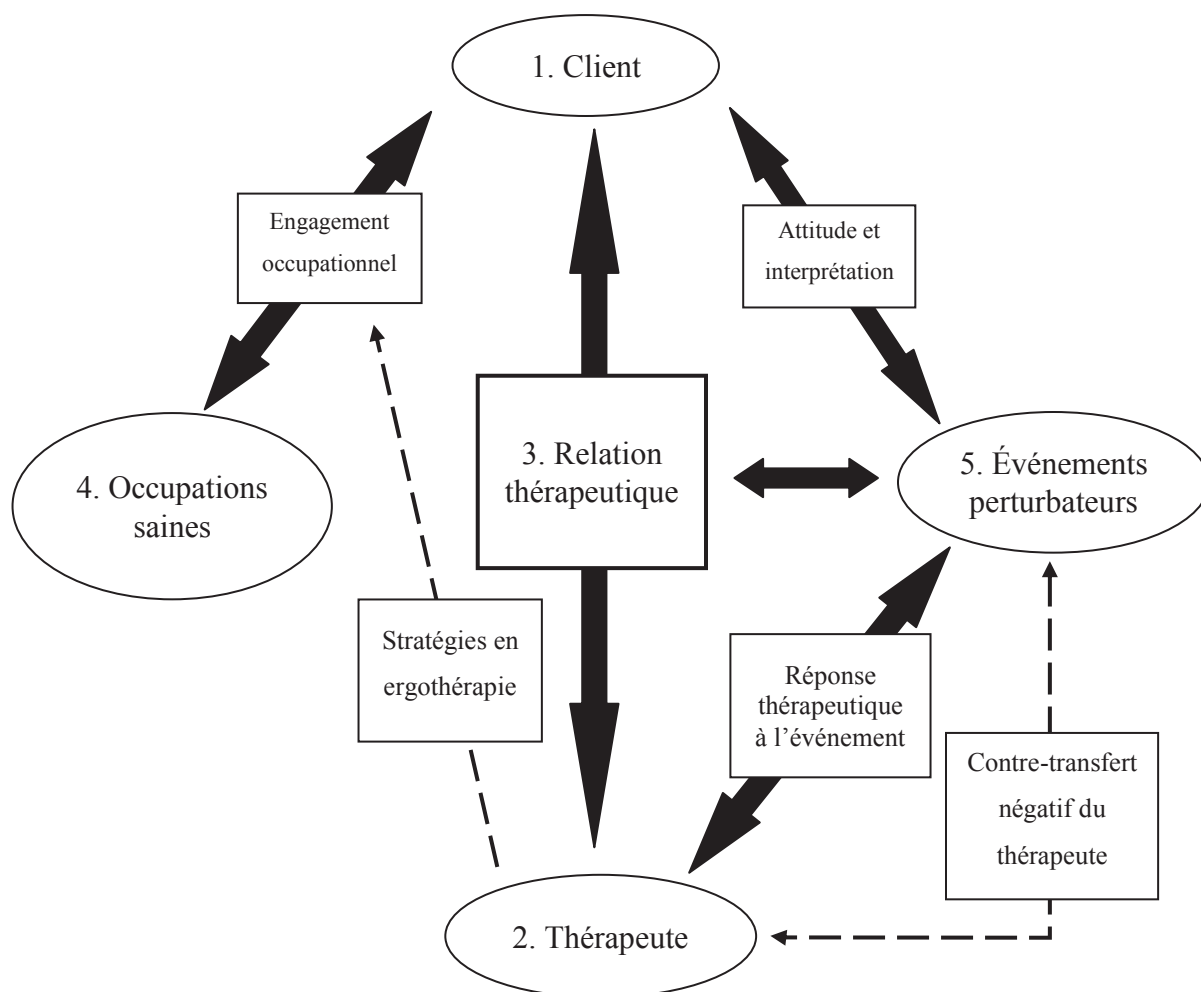 1. Client
Engagement
occupationnel
Attitude et
interprétation
3. Relation
thérapeutique
4. Occupations
saines
5. Événements
perturbateurs
Stratégies en
ergothérapie
Réponse
thérapeutique
à l’événement
Contre-transfert
négatif du
thérapeute
2. Thérapeute